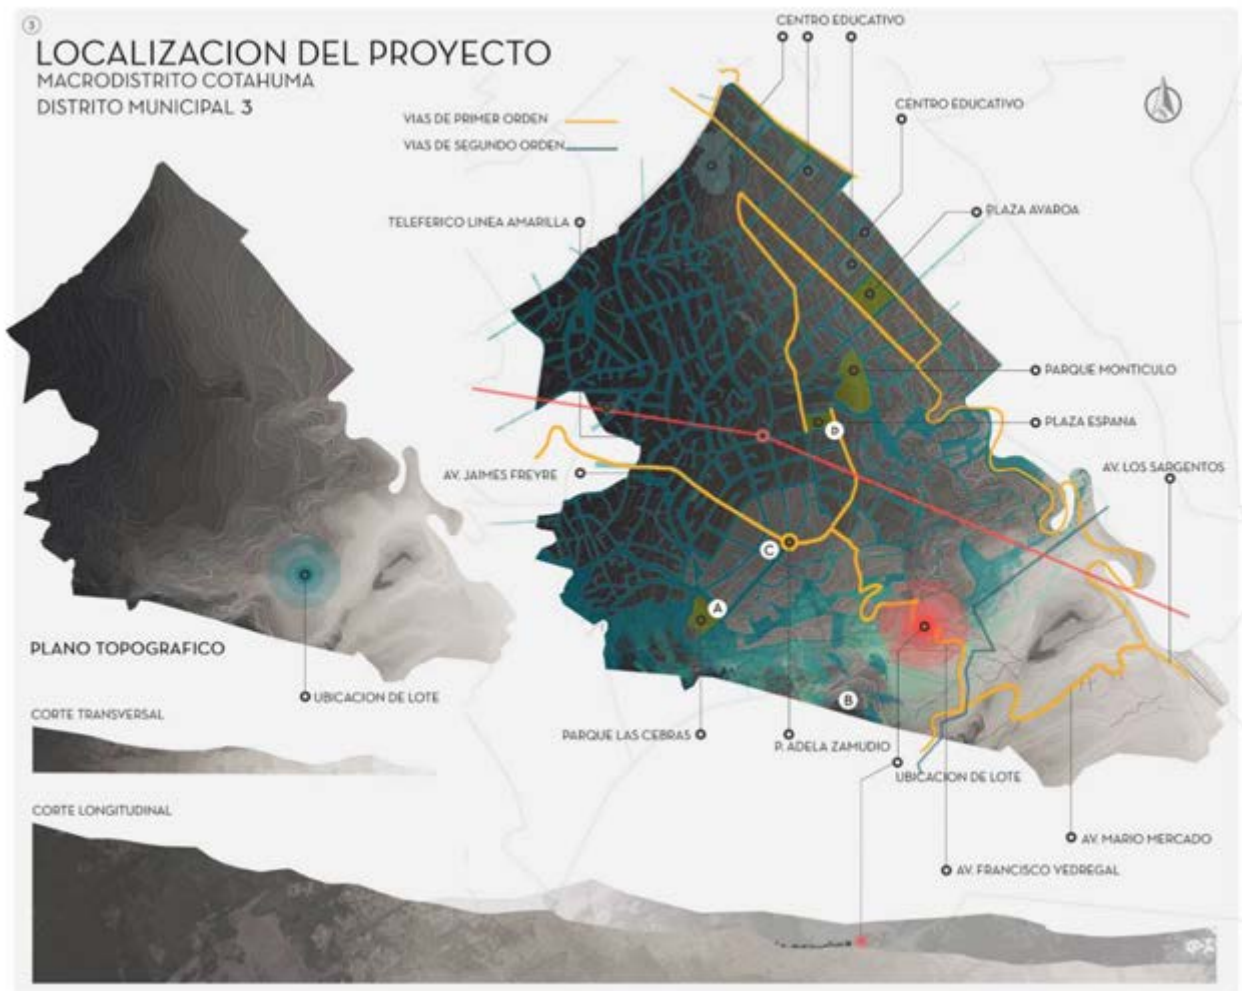 3
LOCALIZACION DEL PROYECTO
MACRODISTRITO COTAHUMA
DISTRITO MUNICIPAL 3
CENTRO EDUCATIVO
CENTRO EDUCATIVO
VIAS DE PRIMER ORDEN
VIAS DE SEGUNDO ORDEN
TELEFERICO LINEA AMARILLA
PLAZA AVAROA
PARQUE MONTICULO
PLAZA ESPANA
D
AV. LOS SARGENTOS
AV. JAIMES FREYRE
C
A
B
PLANO TOPOGRAFICO
UBICACION DE LOTE
CORTE TRANSVERSAL
PARQUE LAS CEBRAS
P. ADELA ZAMUDIO
UBICACION DE LOTE
CORTE LONGITUDINAL
AV. MARIO MERCADO
AV. FRANCISCO VEDREGAL